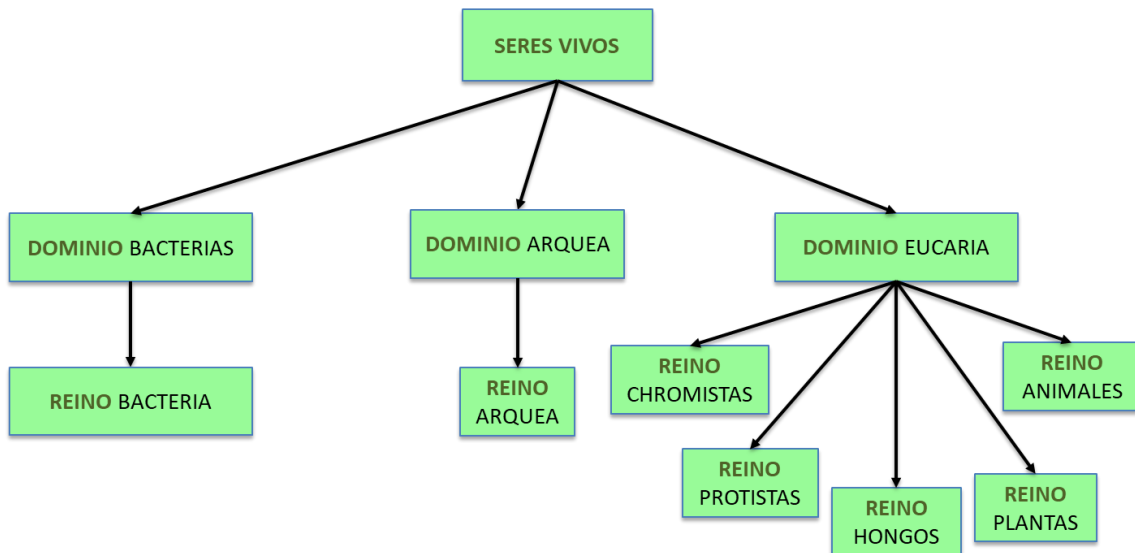 SERES VIVOS
DOMINIO BACTERIAS
DOMINIO ARQUEA
DOMINIO EUCARIA
REINO BACTERIA
REINO
ARQUEA
REINO
CHROMISTAS
REINO
ANIMALES
REINO
PROTISTAS
REINO
HONGOS
REINO
PLANTAS